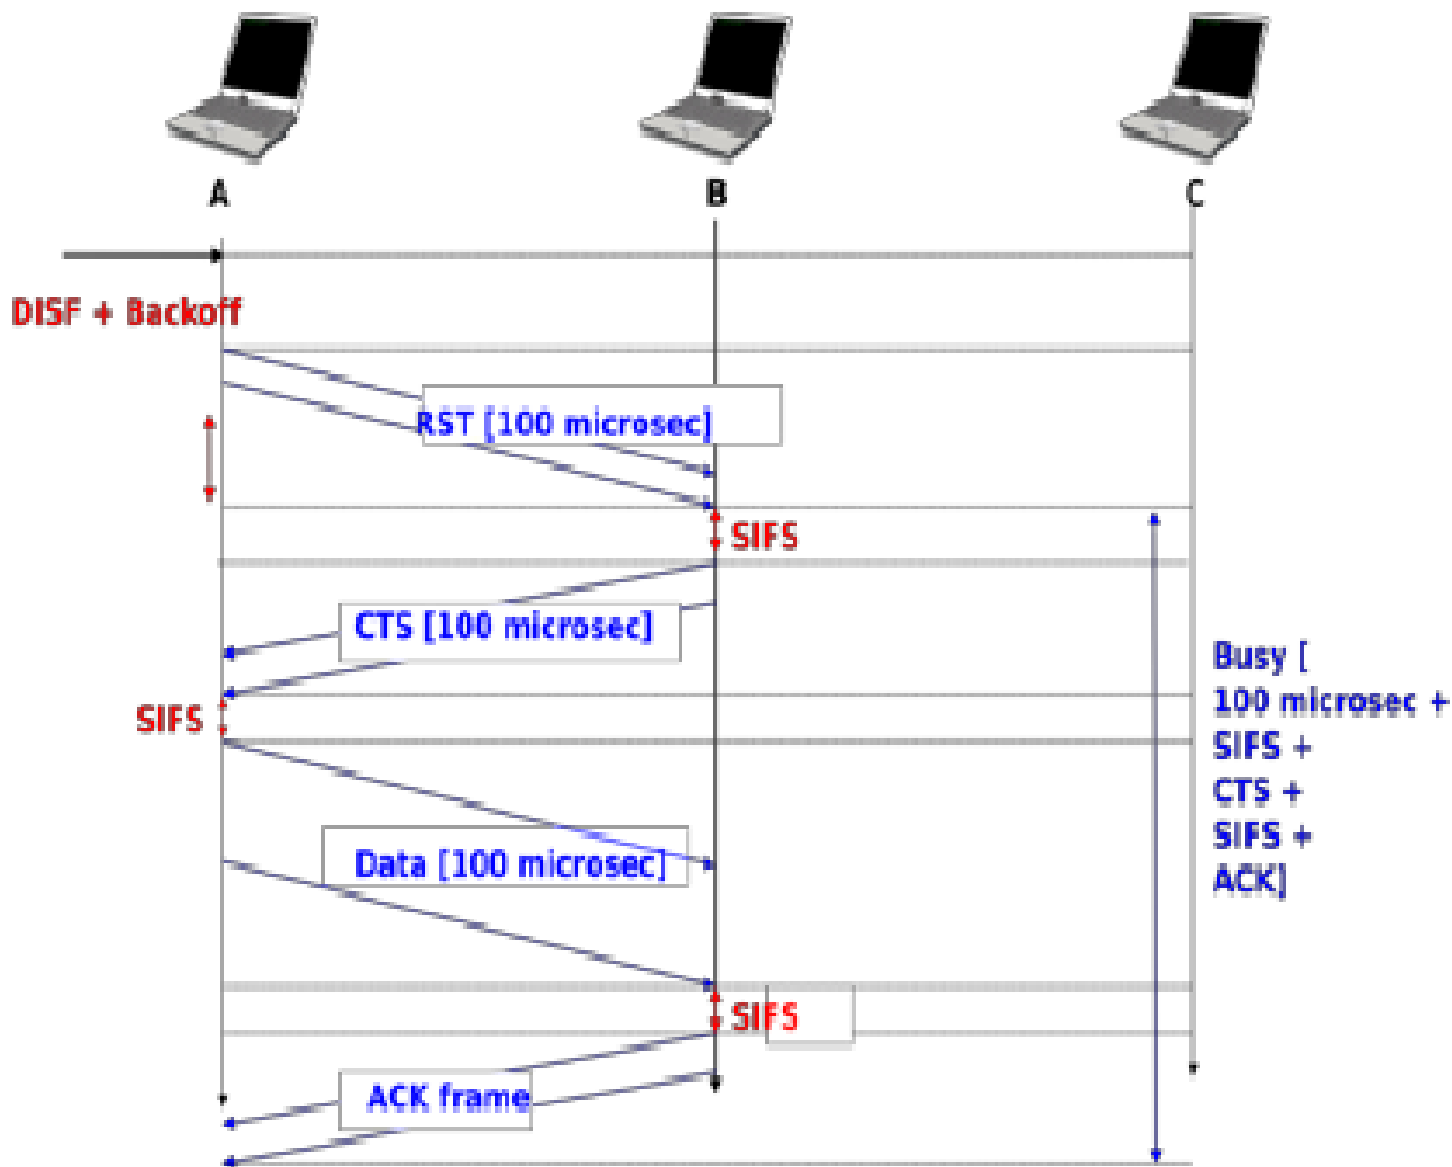 A
B
C
DISF + Backoff
RST [100 microsec]
SIFS
CTS [100 microsec]
SIFS
Busy [
100 microsec +
SIFS +
CTS +
SIFS +
ACK]
Data [100 microsec]
SIFS
ACK frame